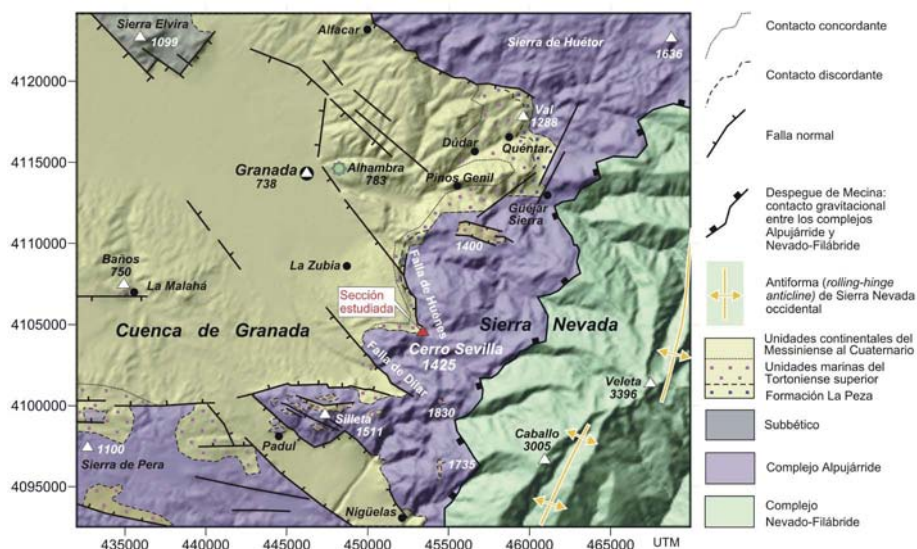 Sierra Elvira
1099
Alfacar
Sierra de Huétor
1636
4120000
Val
1288
Dúdar
Quéntar
4115000
Granada
738
Alhambra
783
Pinos Genil
Güéjar
Sierra
4110000
1400
Baños
750
La Zubia
La Malahá
Falla de Huenes
Sección
estudiada
4105000
Cuenca de Granada
Sierra Nevada
Cerro Sevilla
1425
Falla de Dílar
Veleta
3396
4100000
1830
Silleta
1511
Caballo
3005
1100
Padul
Sierra de Pera
1735
4095000
Nigüelas
435000
440000
445000
450000
455000
460000
465000
UTM
Contacto concordante
Contacto discordante
Falla normal
Despegue de Mecina:
contacto gravitacional
entre los complejos
Alpujárride y
Nevado-Filábride
Antiforma (rolling-hinge
anticline) de Sierra Nevada
occidental
Unidades continentales del
Messiniense al Cuaternario
Unidades marinas del
Tortoniense superior
Formación La Peza
Subbético
Complejo Alpujárride
Complejo
Nevado-Filábride